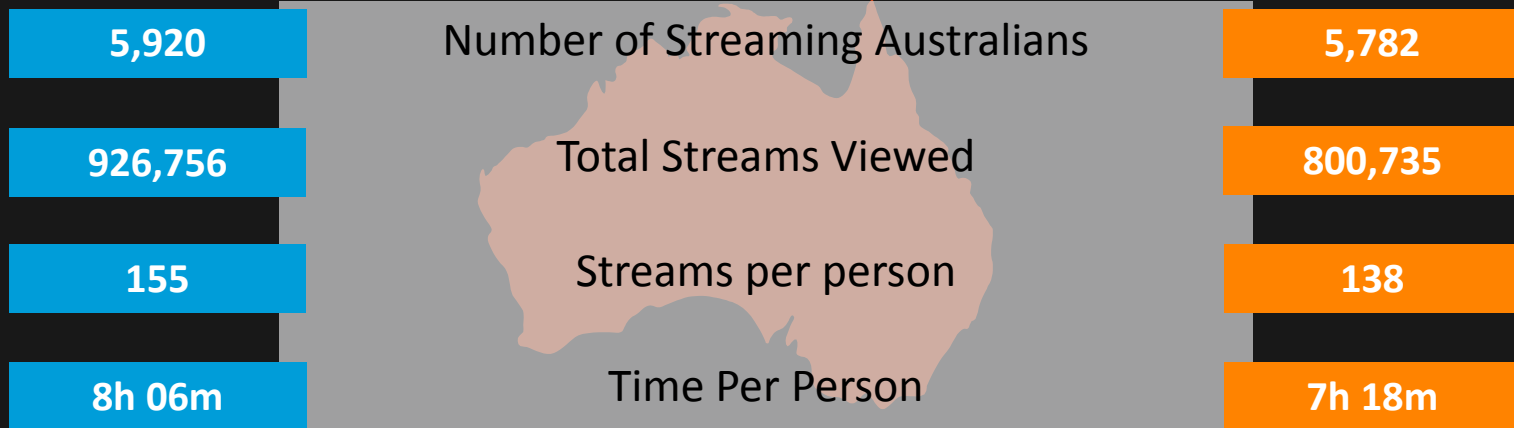 5,920 Number of Streaming Australians 5,782
926,756 Total Streams Viewed 800,735
155 Streams per person 138
8h 06m Time Per Person 7h 18m